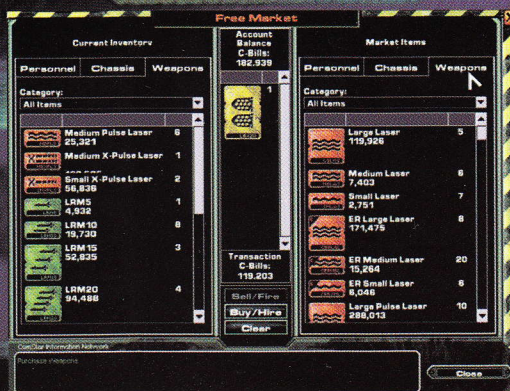 Free Market
Current Inventory
Personnel Chassis Weapons
Category:
All Items
Medium Pulse Laser 6
25,321
Medium X-Pulse Laser 1
Small X-Pulse Laser 2
56,836
LRM5 1
4,932
LRM10 8
19,730
LRM15 3
52,835
LRM20 4
94,488
Account
Balance
C-Bills:
182.939
1
Transaction
C-Bills:
119.203
Sell/Fire
Buy/Hire
Clear
Market Items
Personnel Chassis Weapons
Category:
All Items
Large Laser 5
119,926
Medium Laser 6
7,403
Small Laser 7
2,751
ER Large Laser 8
171,475
ER Medium Laser 20
15,264
ER Small Laser 6
6,046
Large Pulse Laser 10
288,013
ComStar Information Network
Purchase Weapons
Close